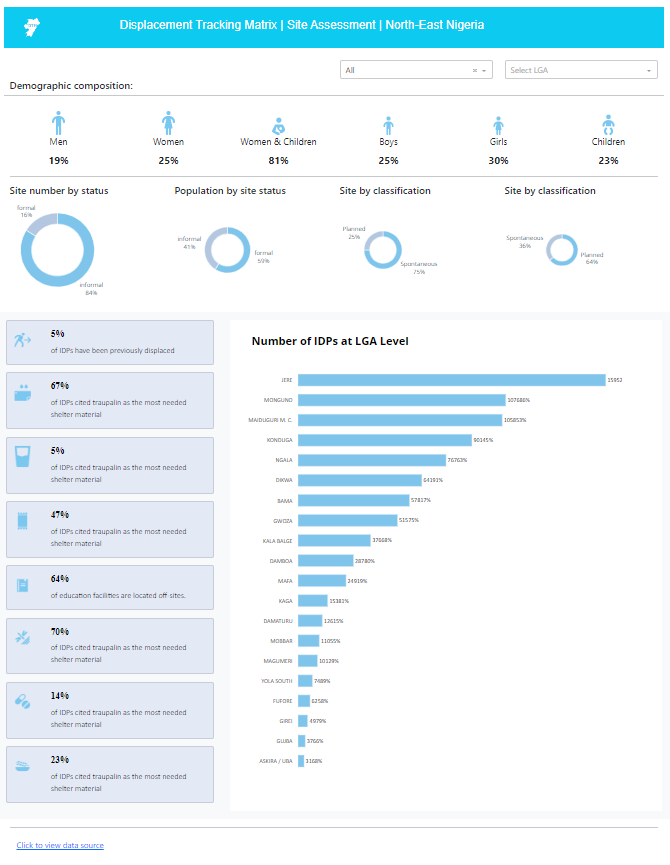 Displacement Tracking Matrix | Site Assessment | North-East Nigeria
All
Select LGA
Demographic composition:
Men
Women
Women & Children
Boys
Girls
Children
19%
25%
81%
25%
30%
23%
Site number by status
Population by site status
Site by classification
Site by classification
formal
16%
informal
84%
informal
41%
formal
59%
Planned
25%
Spontaneous
75%
Spontaneous
36%
Planned
64%
5%
of IDPs have been previously displaced
67%
of IDPs cited traupalin as the most needed
shelter material
5%
of IDPs cited traupalin as the most needed
shelter material
47%
of IDPs cited traupalin as the most needed
shelter material
64%
of education facilities are located off-sites.
70%
of IDPs cited traupalin as the most needed
shelter material
14%
of IDPs cited traupalin as the most needed
shelter material
23%
of IDPs cited traupalin as the most needed
shelter material
Number of IDPs at LGA Level
JERE 15952
MONGUNO 107686%
MAIDUGURI M. C. 105853%
KONDUGA 90145%
NGALA 76763%
DIKWA 64191%
BAMA 57817%
GWOZA 51575%
KALA BALGE 37668%
DAMBOA 28780%
MAFA 24919%
KAGA 15381%
DAMATURU 12615%
MOBBAR 11055%
MAGUMERI 10129%
YOLA SOUTH 7489%
FUFORE 6258%
GIREI 4979%
GUJBA 3766%
ASKIRA / UBA 3168%
Click to view data source